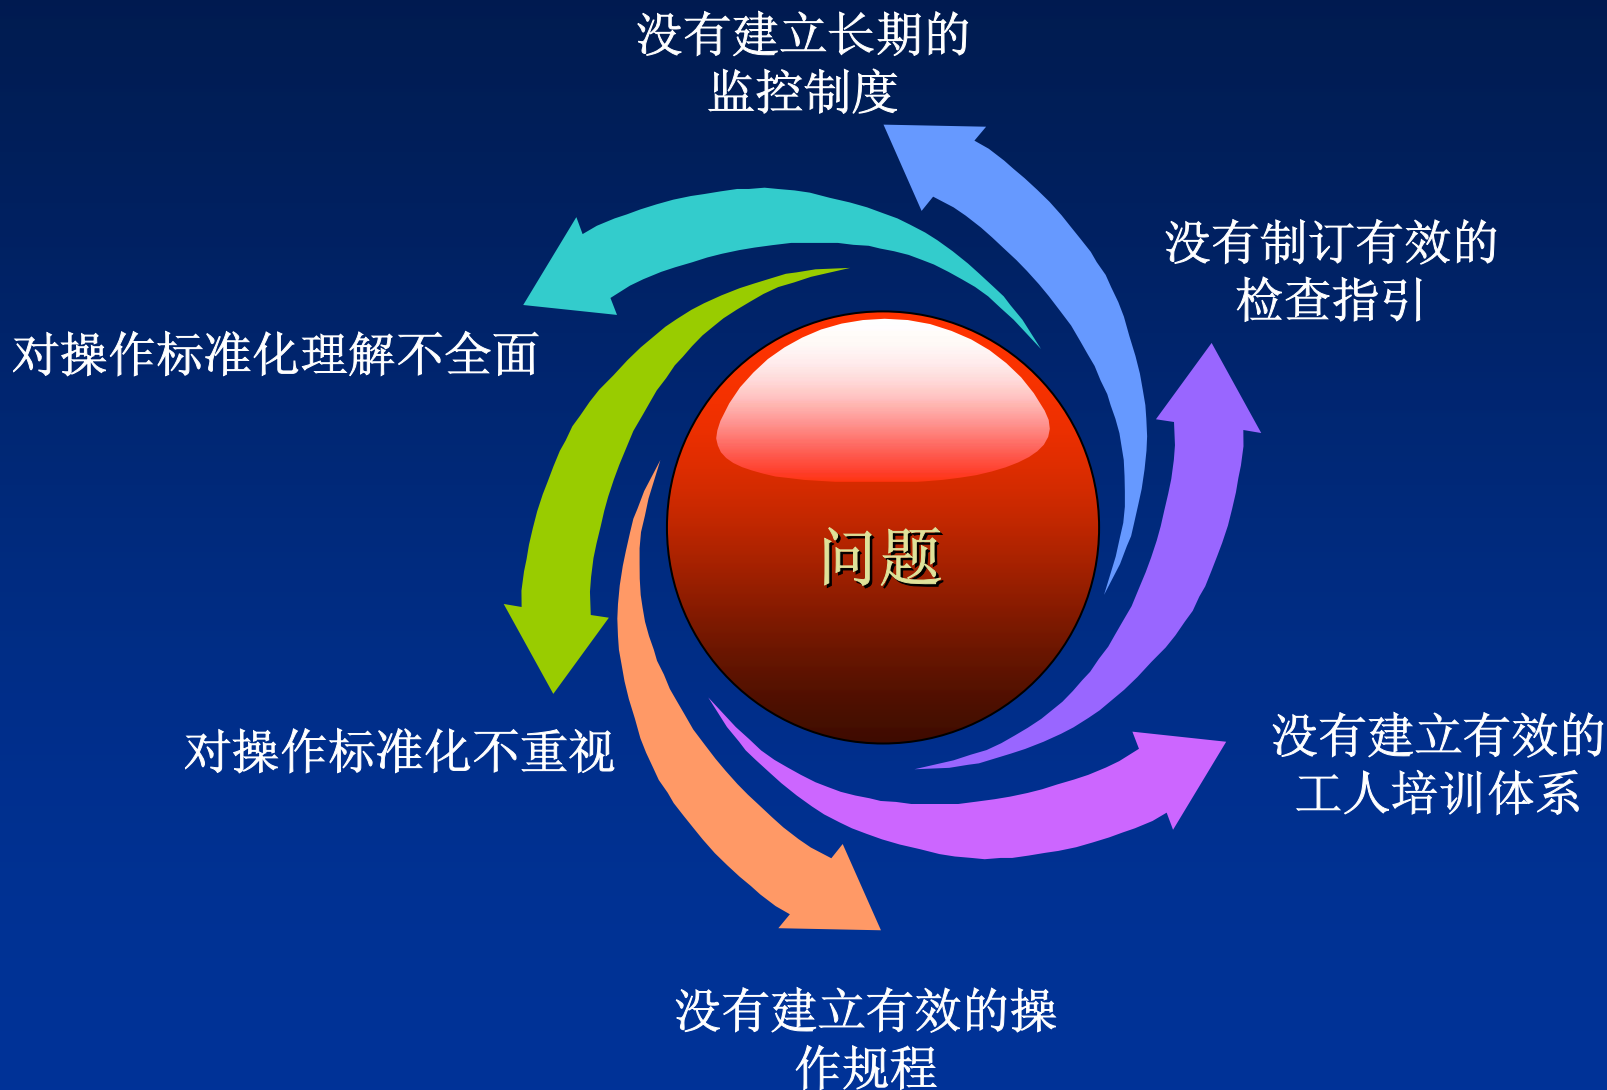 没有建立长期的
监控制度
没有制订有效的
检查指引
对操作标准化理解不全面
问题
没有建立有效的
工人培训体系
对操作标准化不重视
没有建立有效的操
作规程